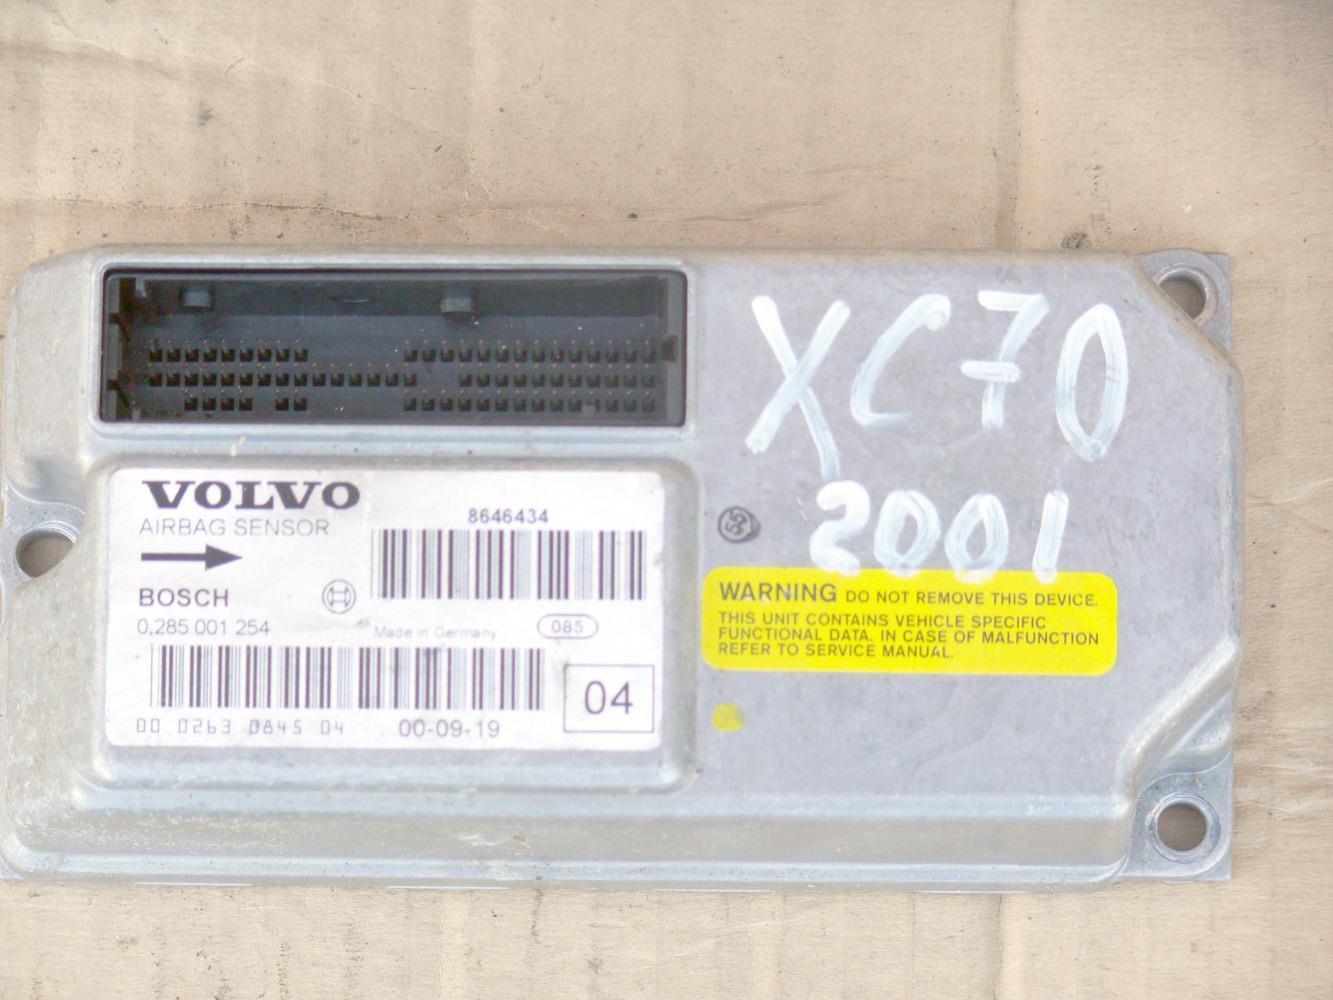 XC70
2001
VOLVO
AIRBAG SENSOR
8646434
BOSCH
0.285 001 254
Made in Germany
085
00 0263 0845 04
00-09-19
04
55
WARNING DO NOT REMOVE THIS DEVICE.
THIS UNIT CONTAINS VEHICLE SPECIFIC
FUNCTIONAL DATA. IN CASE OF MALFUNCTION
REFER TO SERVICE MANUAL.